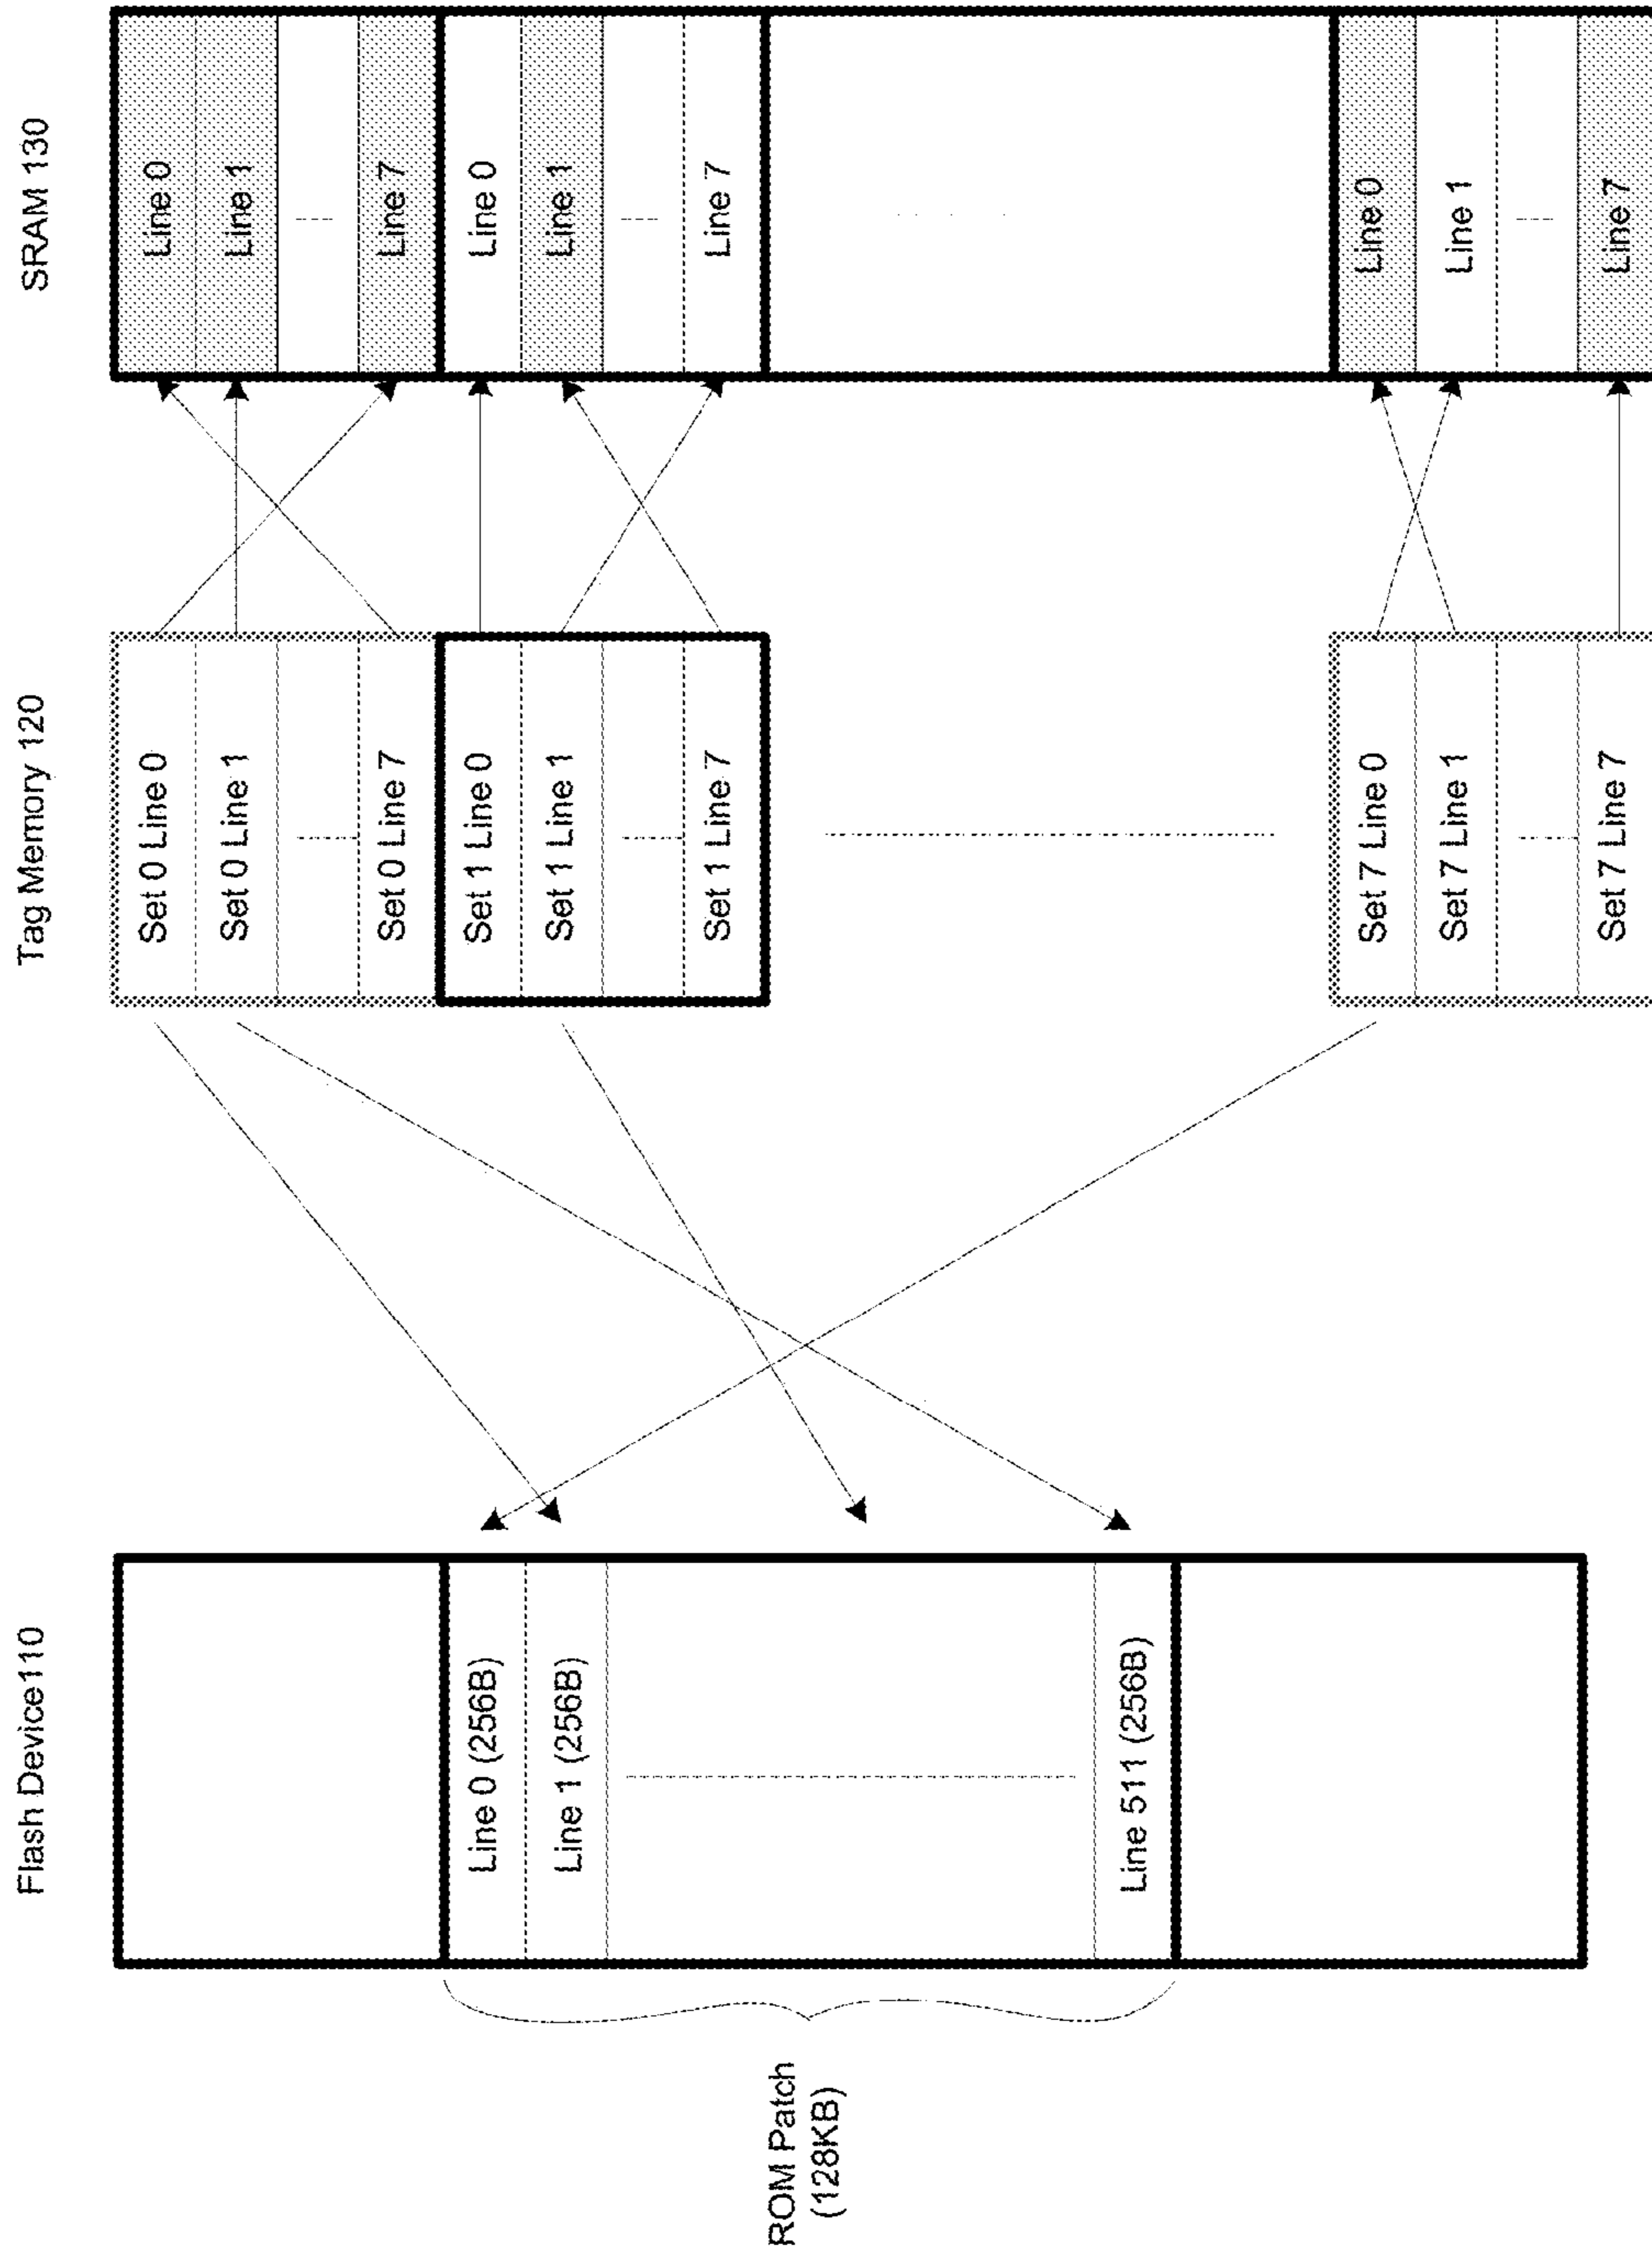 Flash Device110
Line 0 (256B)
Line 1 (256B)
Line 511 (256B)
ROM Patch
(128KB)
Tag Memory 120
Set 0 Line 0
Set 0 Line 1
Set 0 Line 7
Set 1 Line 0
Set 1 Line 1
Set 1 Line 7
Set 7 Line 0
Set 7 Line 1
Set 7 Line 7
SRAM 130
Line 0
Line 1
Line 7
Line 0
Line 1
Line 7
Line 0
Line 1
Line 7